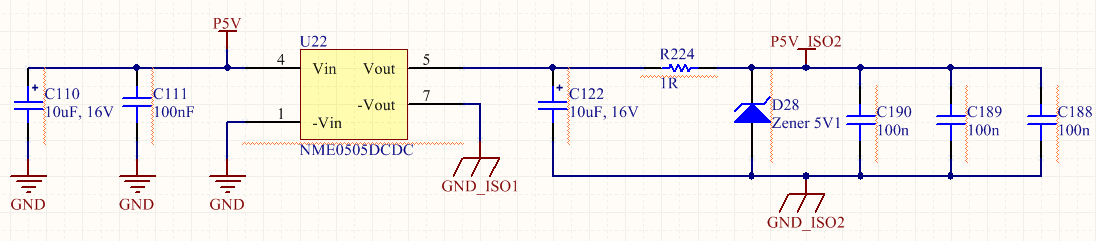 P5V
U22
4
Vin
Vout
5
-Vout
7
1
-Vin
NME0505DCDC
C110
10uF, 16V
C111
100nF
GND
GND
GND
GND_ISO1
C122
10uF, 16V
R224
1R
P5V_ISO2
D28
Zener 5V1
C190
100n
C189
100n
C188
100n
GND_ISO2